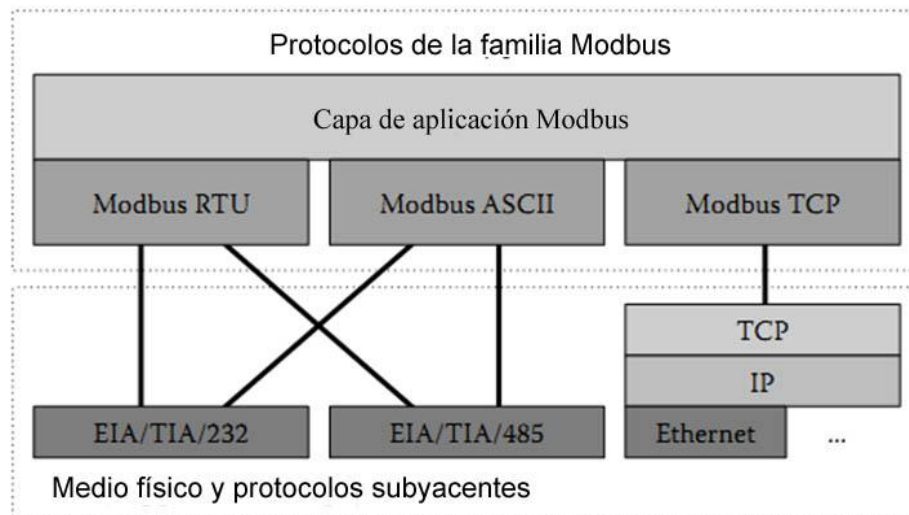 Protocolos de la familia Modbus
Capa de aplicación Modbus
Modbus RTU
Modbus ASCII
Modbus TCP
TCP
IP
EIA/TIA/232
EIA/TIA/485
Ethernet
...
Medio físico y protocolos subyacentes